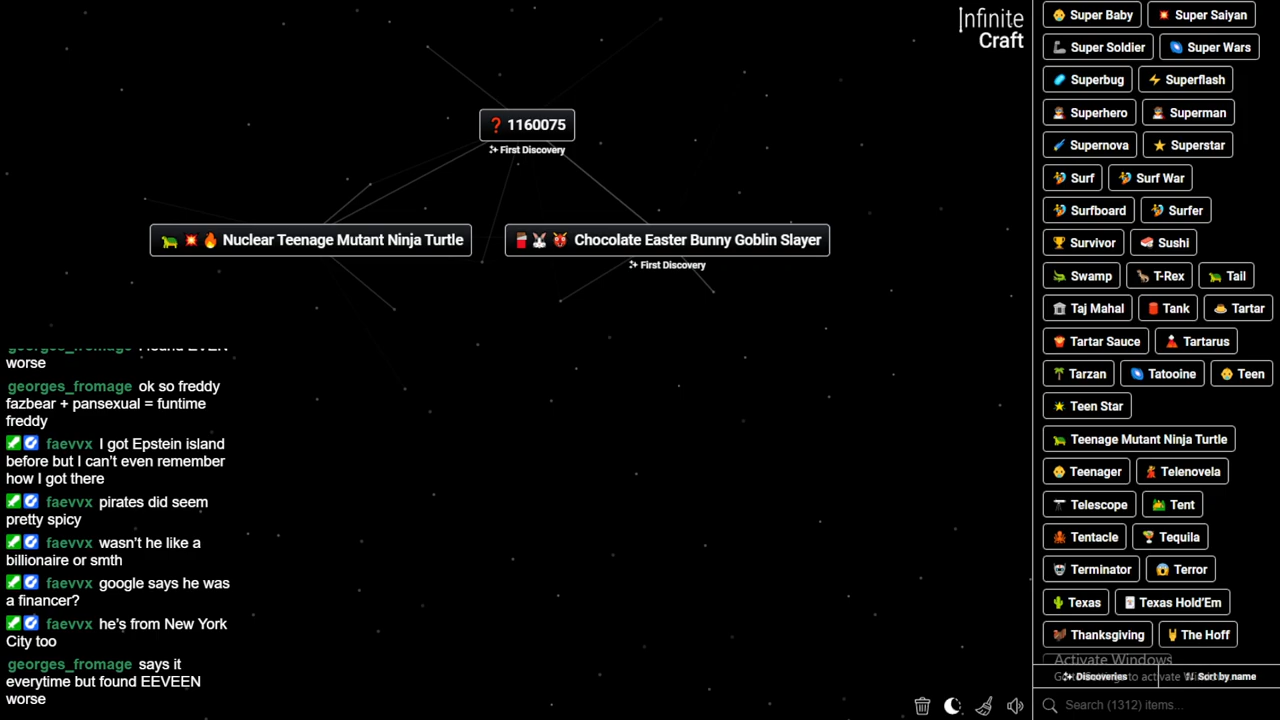 Infinite
Craft
❓ 1160075
✨ First Discovery
🐢 💥 🔥 Nuclear Teenage Mutant Ninja Turtle
🍫 🐰 👹 Chocolate Easter Bunny Goblin Slayer
✨ First Discovery
worse
georges_fromage ok so freddy
fazbear + pansexual = funtime
freddy
faevvx I got Epstein island
before but I can't even remember
how I got there
faevvx pirates did seem
pretty spicy
faevvx wasn't he like a
billionaire or smth
faevvx google says he was
a financer?
faevvx he's from New York
City too
georges_fromage says it
everytime but found EEVEEN
worse
Super Baby Super Saiyan
Super Soldier Super Wars
Superbug Superflash
Superhero Superman
Supernova Superstar
Surf Surf War
Surfboard Surfer
Survivor Sushi
Swamp T-Rex Tail
Taj Mahal Tank Tartar
Tartar Sauce Tartarus
Tarzan Tatooine Teen
Teen Star
Teenage Mutant Ninja Turtle
Teenager Telenovela
Telescope Tent
Tentacle Tequila
Terminator Terror
Texas Texas Hold'Em
Thanksgiving The Hoff
Activate Windows
Discoveries Sort by name
Search (1312) items...